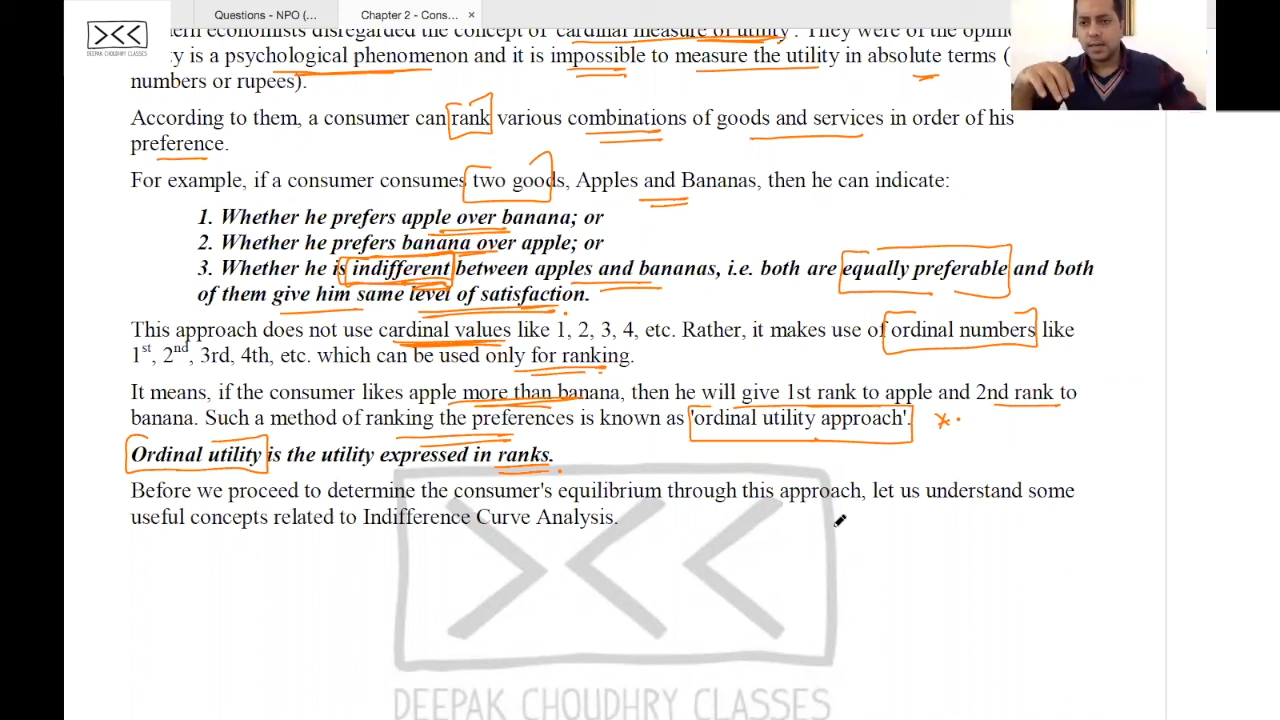 Questions - NPO (...
Chapter 2 - Cons...
×
DEEPAK CHOUDHRY CLASSES
economists disregarded the concept of cardinal measure of utility. They were of the
is a psychological phenomenon and it is impossible to measure the utility in absolute terms (
numbers or rupees).
According to them, a consumer can rank various combinations of goods and services in order of his
preference.
For example, if a consumer consumes two goods, Apples and Bananas, then he can indicate:
1. Whether he prefers apple over banana; or
2. Whether he prefers banana over apple; or
3. Whether he is indifferent between apples and bananas, i.e. both are equally preferable and both
of them give him same level of satisfaction.
This approach does not use cardinal values like 1, 2, 3, 4, etc. Rather, it makes use of ordinal numbers like
1st, 2nd, 3rd, 4th, etc. which can be used only for ranking.
It means, if the consumer likes apple more than banana, then he will give 1st rank to apple and 2nd rank to
banana. Such a method of ranking the preferences is known as 'ordinal utility approach'.
Ordinal utility is the utility expressed in ranks.
Before we proceed to determine the consumer's equilibrium through this approach, let us understand some
useful concepts related to Indifference Curve Analysis.
DEEPAK CHOUDHRY CLASSES